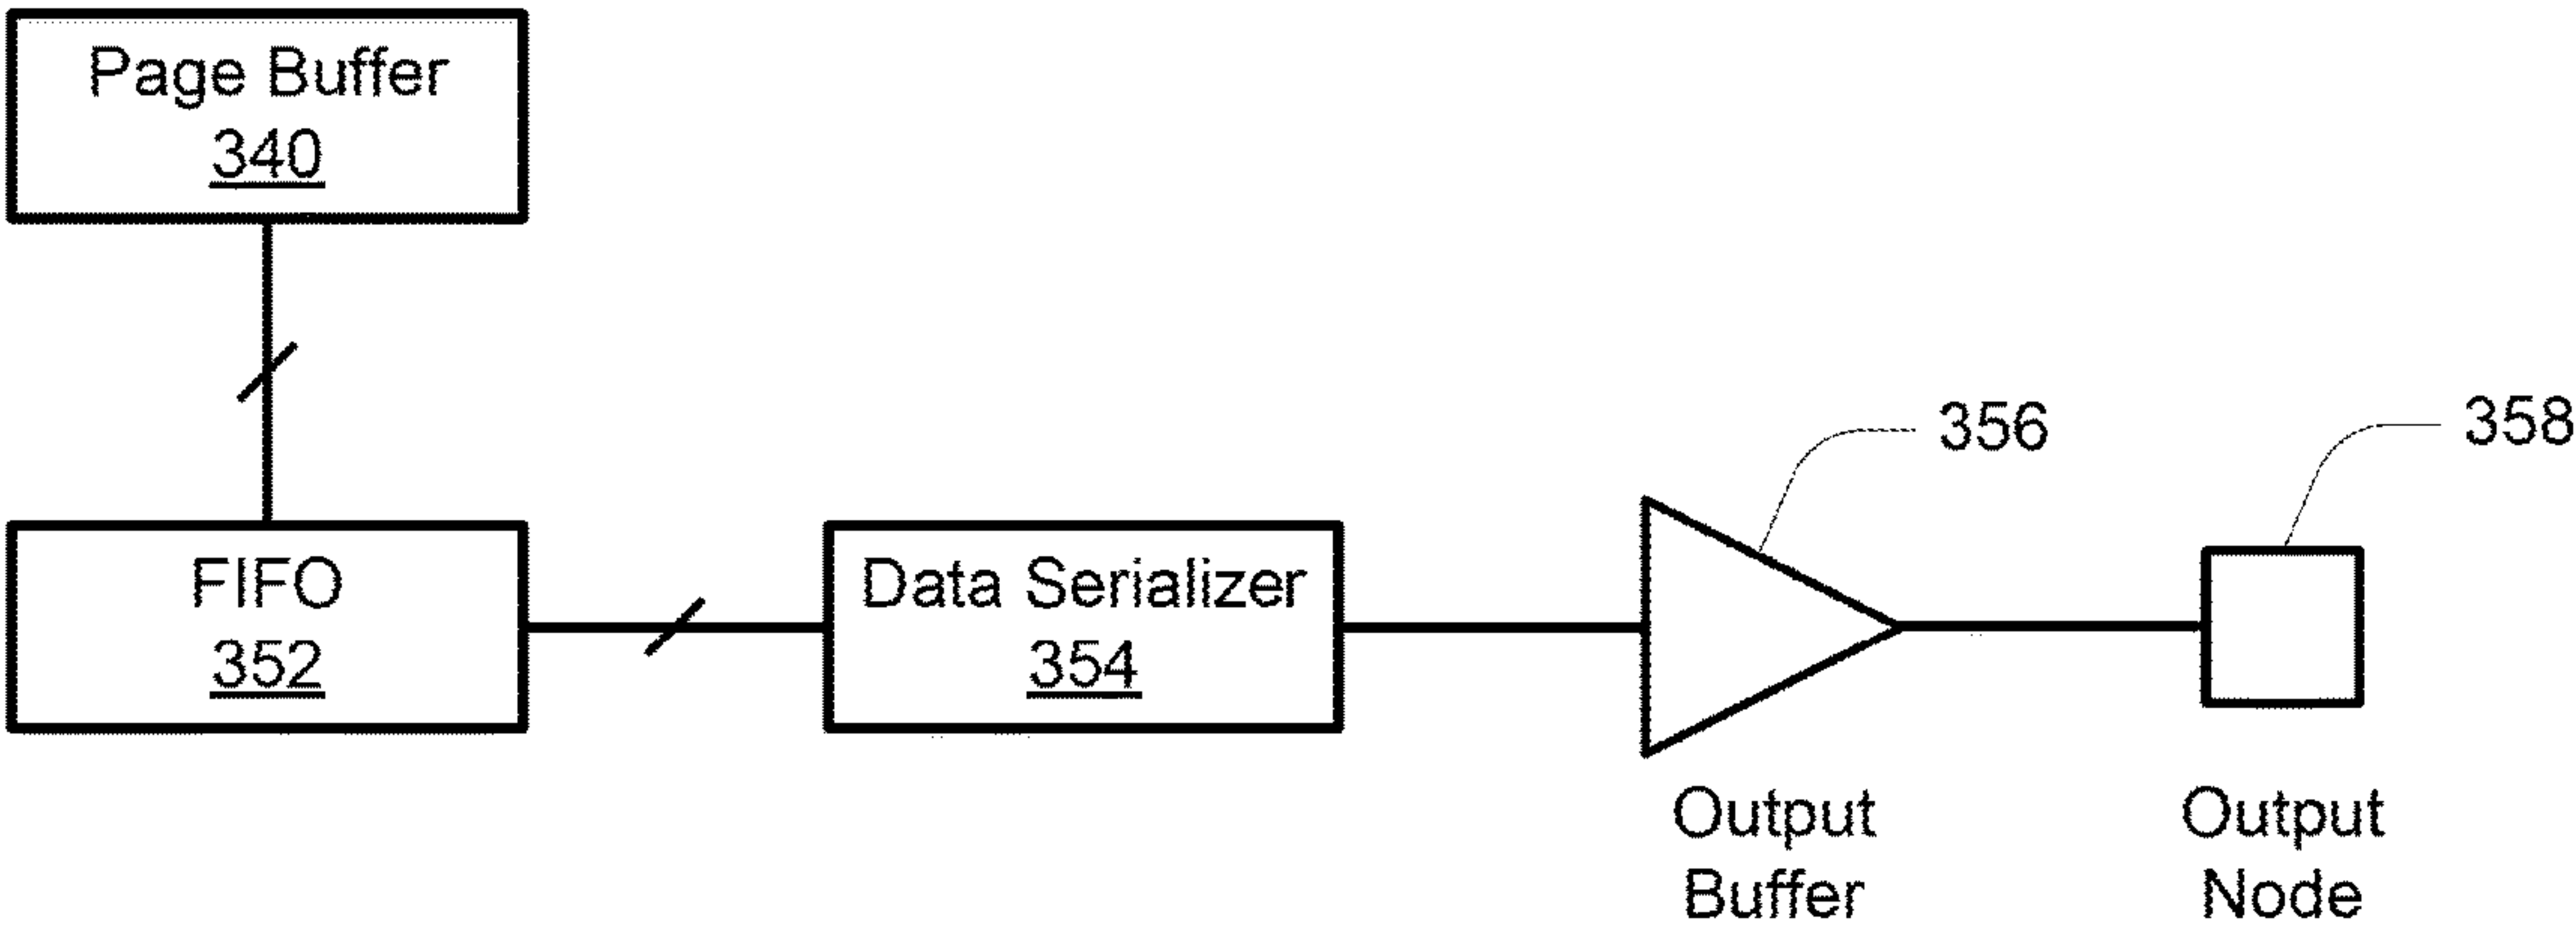 Page Buffer
340
FIFO
352
Data Serializer
354
356
358
Output
Buffer
Output
Node